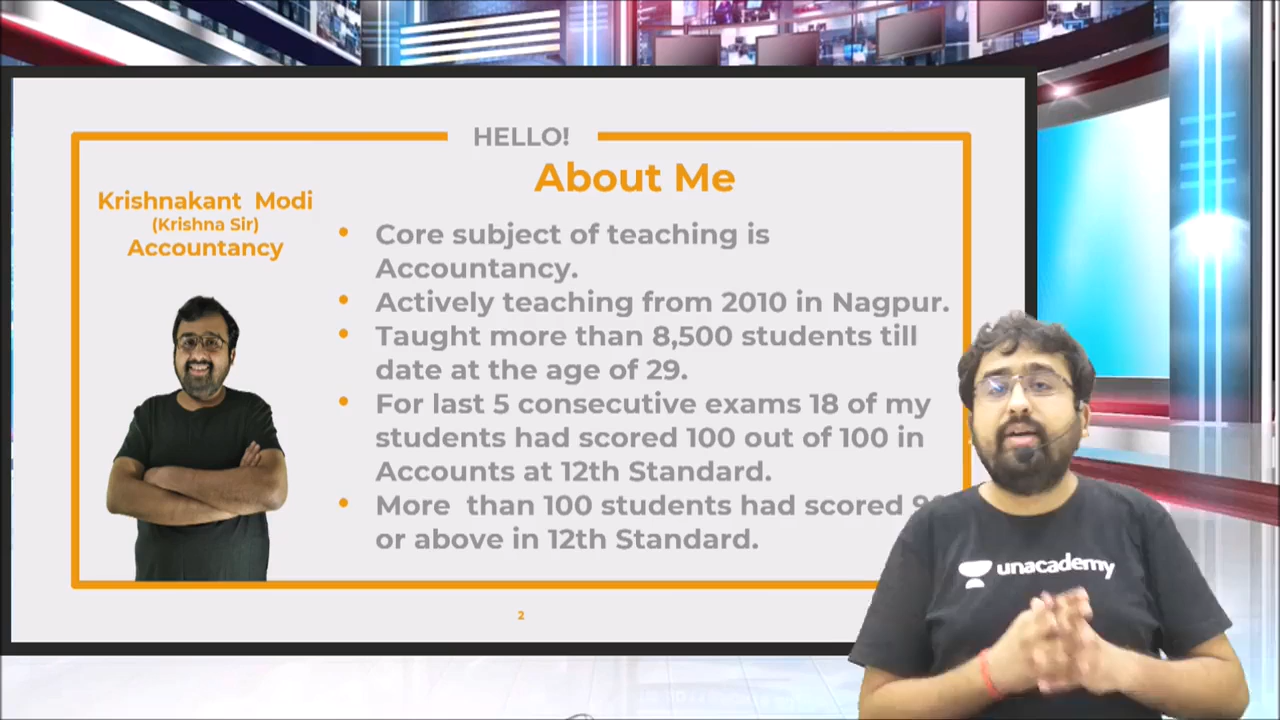 HELLO!
About Me
Krishnakant Modi
(Krishna Sir)
Accountancy
• Core subject of teaching is
Accountancy.
• Actively teaching from 2010 in Nagpur.
• Taught more than 8,500 students till
date at the age of 29.
• For last 5 consecutive exams 18 of my
students had scored 100 out of 100 in
Accounts at 12th Standard.
• More than 100 students had scored
or above in 12th Standard.
2
unacademy